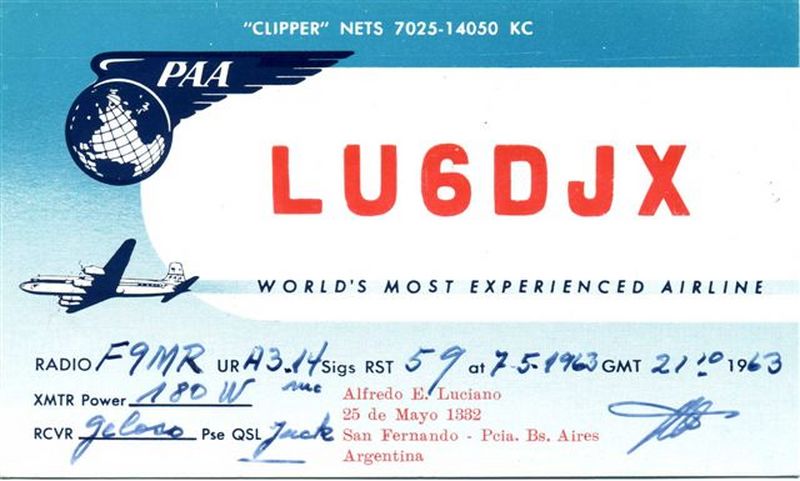 "CLIPPER" NETS 7025-14050 KC
PAA
LU6DJX
WORLD'S MOST EXPERIENCED AIRLINE
RADIO F9MR UR A3.14 Sigs RST 59 at 7-5-1963 GMT 21 10 1963
XMTR Power 180 W
RCVR geloso Pse QSL
Alfredo E. Luciano
25 de Mayo 1332
San Fernando - Pcia. Bs. Aires
Argentina